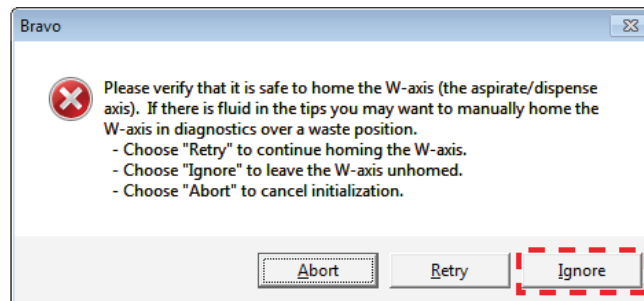 Bravo
Please verify that it is safe to home the W-axis (the aspirate/dispense
axis).  If there is fluid in the tips you may want to manually home the
W-axis in diagnostics over a waste position.
- Choose "Retry" to continue homing the W-axis.
- Choose "Ignore" to leave the W-axis unhomed.
- Choose "Abort" to cancel initialization.
Abort Retry Ignore